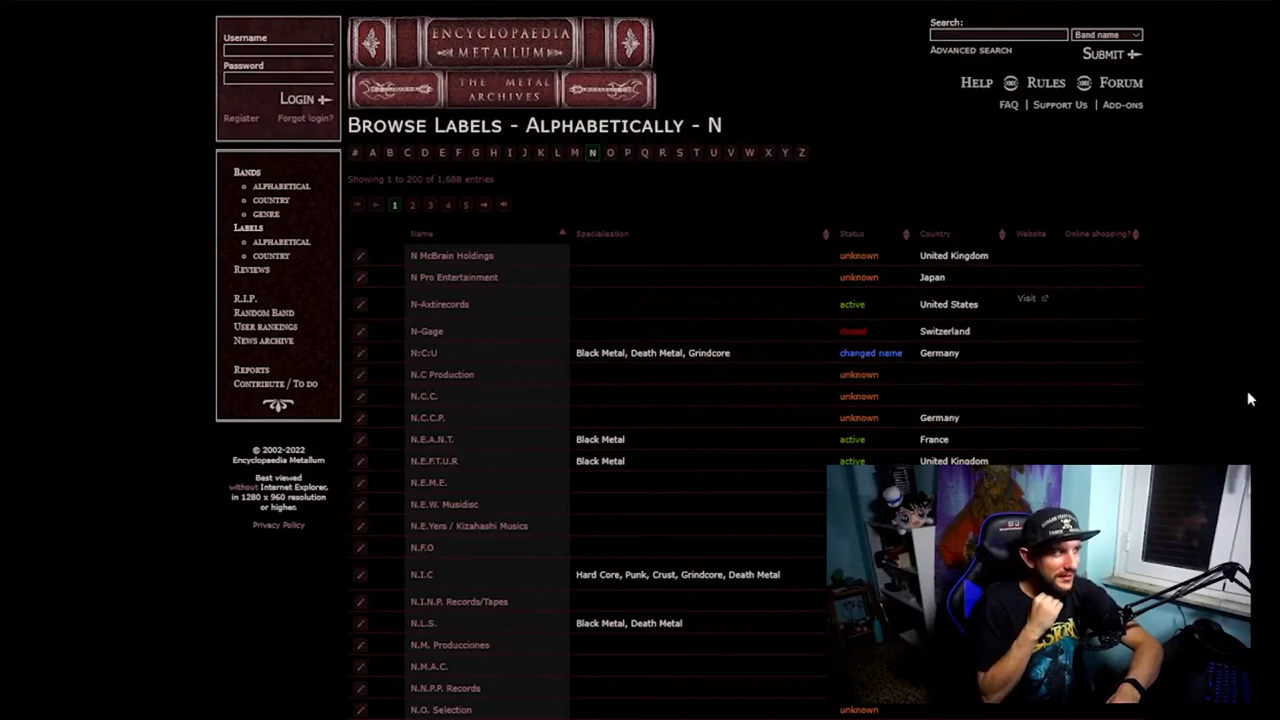 Username
Password
LOGIN
Register Forgot login?
ENCYCLOPAEDIA
METALLUM
THE METAL
ARCHIVES
Search:
Band name
ADVANCED SEARCH
SUBMIT
HELP RULES FORUM
FAQ | SUPPORT US | ADD-ONS
BROWSE LABELS - ALPHABETICALLY - N
# A B C D E F G H I J K L M N O P Q R S T U V W X Y Z
Showing 1 to 200 of 1,688 entries
1 2 3 4 5
BANDS
ALPHABETICAL
COUNTRY
GENRE
LABELS
ALPHABETICAL
COUNTRY
REVIEWS
R.I.P.
RANDOM BAND
USER RANKINGS
NEWS ARCHIVE
REPORTS
CONTRIBUTE / TO DO
© 2002-2022
Encyclopaedia Metallum
Best viewed
without Internet Explorer,
in 1280 x 960 resolution
or higher.
Privacy Policy
Name Specialisation Status Country Website Online shopping?
N McBrain Holdings unknown United Kingdom
N Pro Entertainment unknown Japan
N-Axtirecords active United States Visit
N-Gage closed Switzerland
N:C:U Black Metal, Death Metal, Grindcore changed name Germany
N.C Production unknown
N.C.C. unknown
N.C.C.P. unknown Germany
N.E.A.N.T. Black Metal active France
N.E.F.T.U.R Black Metal active United Kingdom
N.E.M.E.
N.E.W. Musidisc
N.E.Yers / Kizahashi Musics
N.F.O
N.I.C Hard Core, Punk, Crust, Grindcore, Death Metal
N.I.N.P. Records/Tapes
N.L.S. Black Metal, Death Metal
N.M. Producciones
N.M.A.C.
N.N.P.P. Records
N.O. Selection unknown